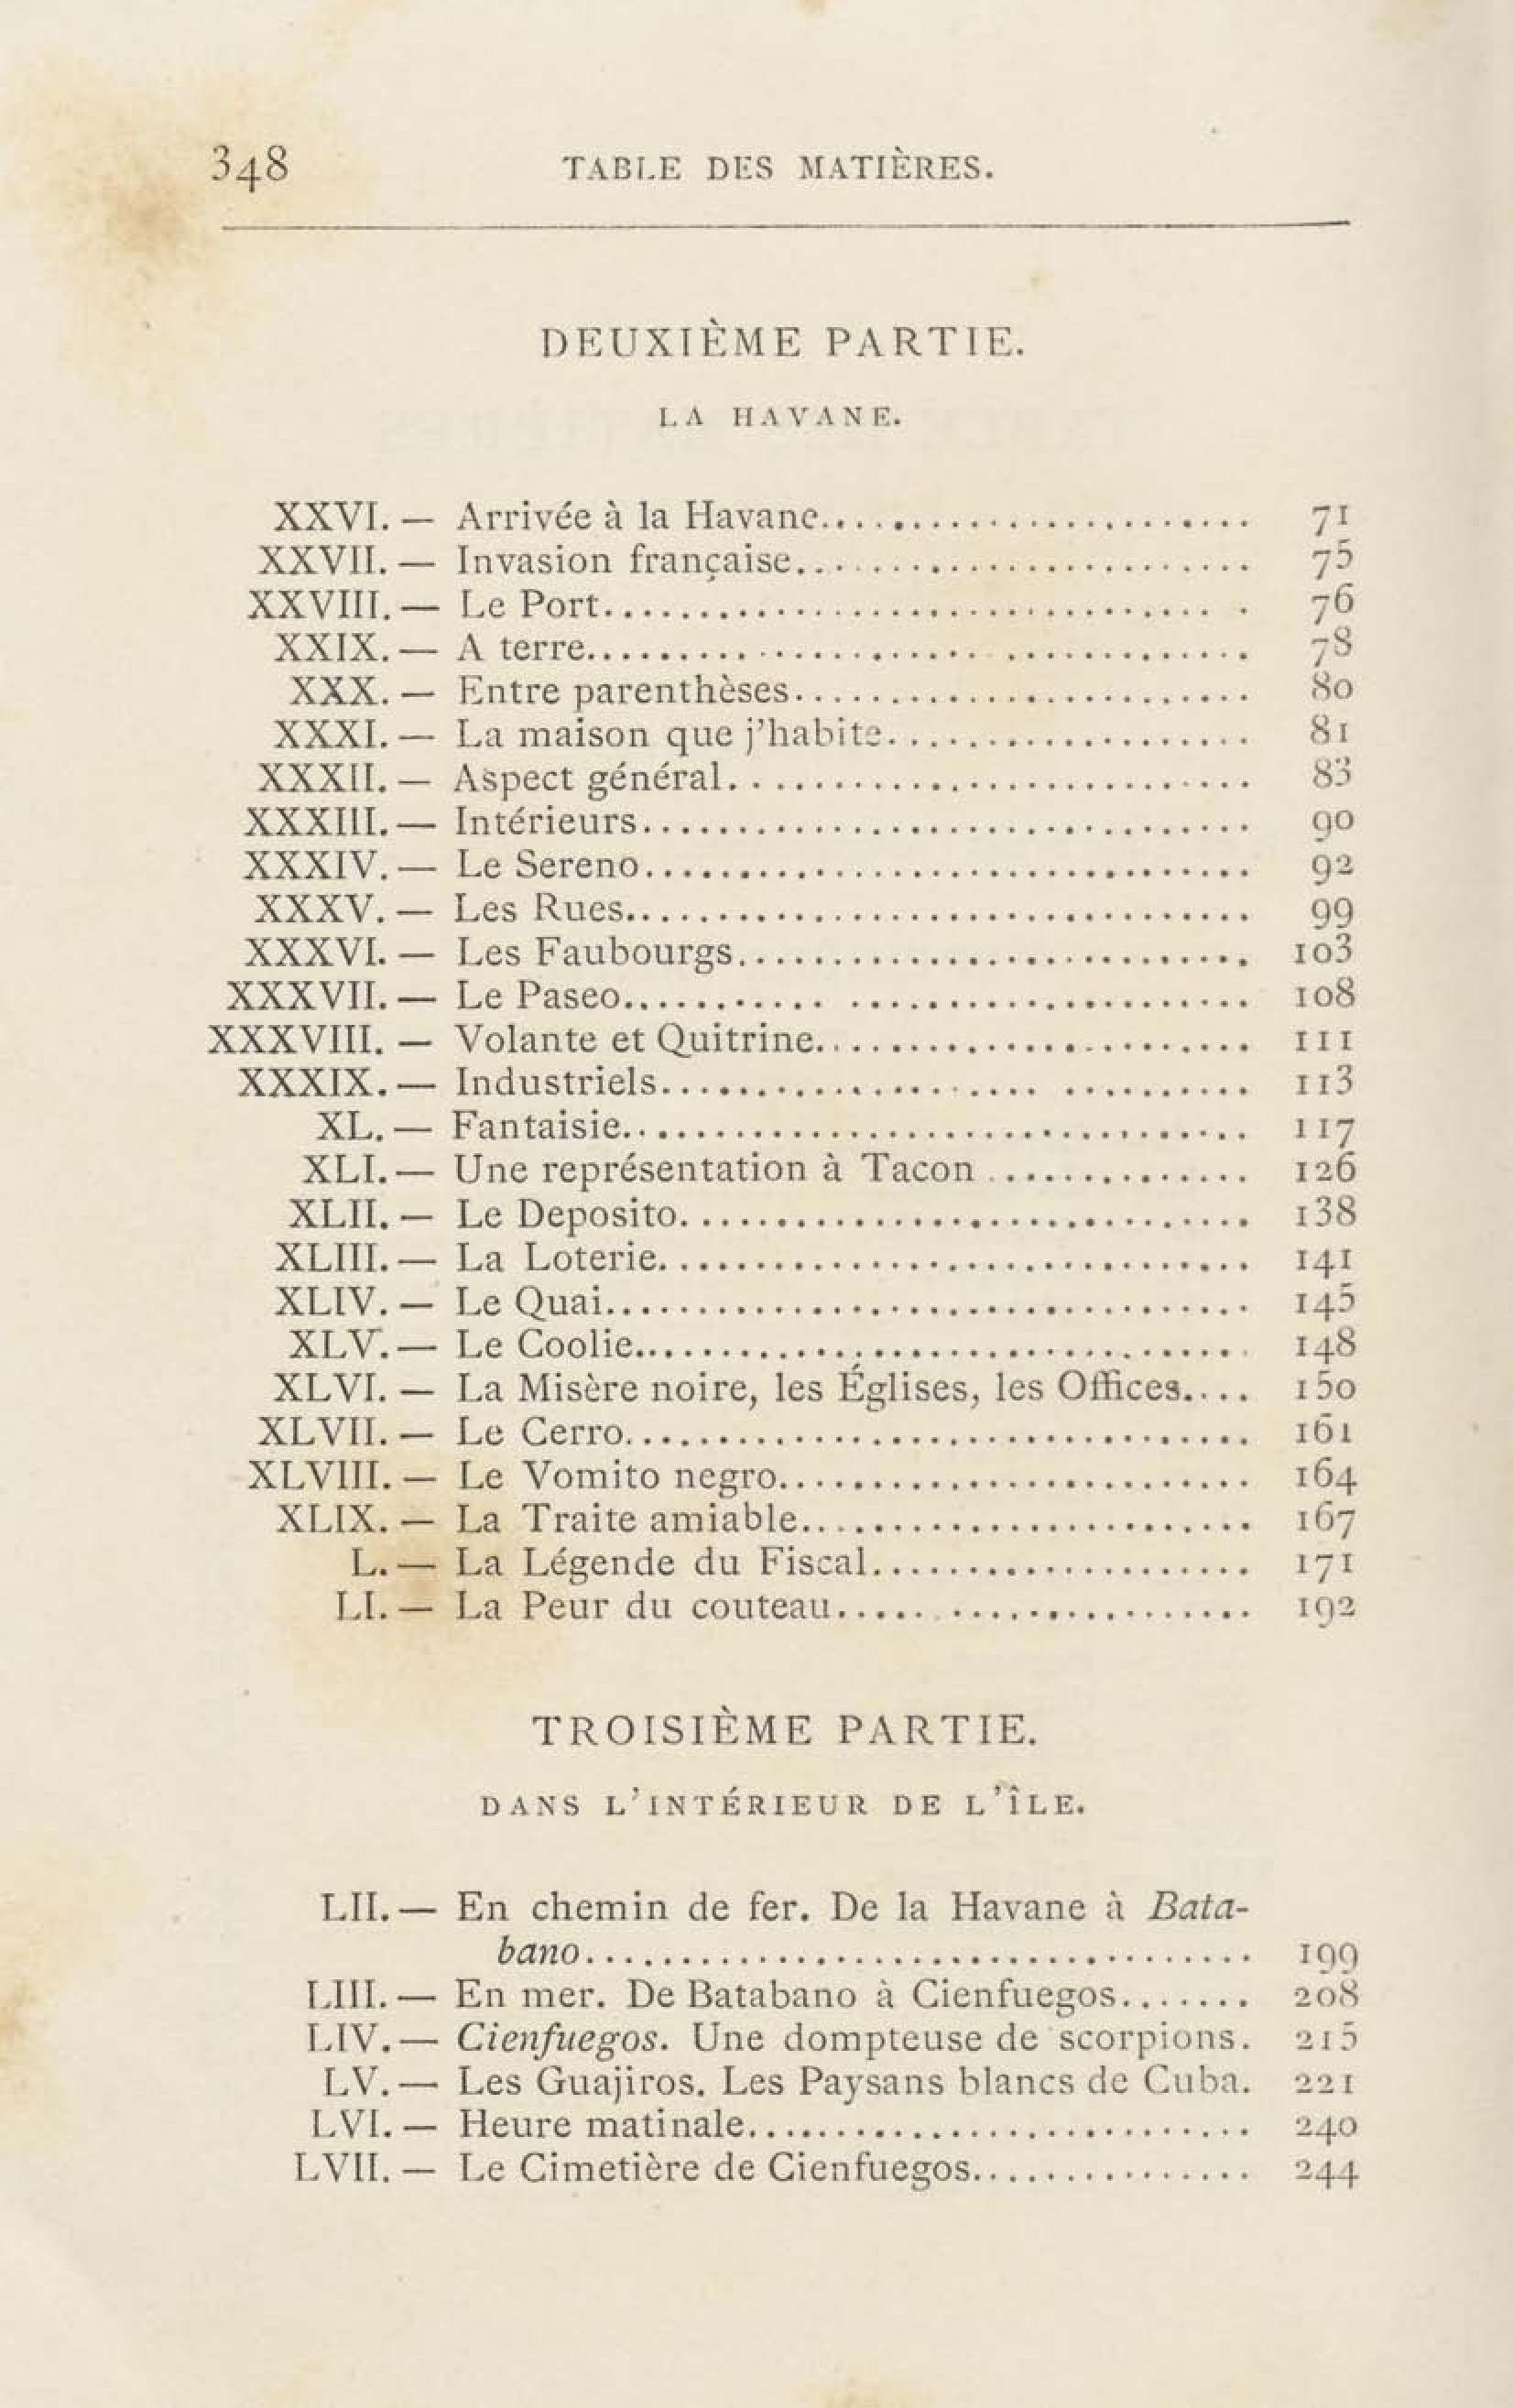 348 TABLE DES MATIÈRES.
DEUXIÈME PARTIE.
LA HAVANE.
XXVI. — Arrivée à la Havane........................ 71
XXVII. — Invasion française........................ 75
XXVIII. — Le Port........................ 76
XXIX. — A terre........................ 78
XXX. — Entre parenthèses........................ 80
XXXI. — La maison que j'habite........................ 81
XXXII. — Aspect général........................ 83
XXXIII. — Intérieurs........................ 90
XXXIV. — Le Sereno........................ 92
XXXV. — Les Rues........................ 99
XXXVI. — Les Faubourgs........................ 103
XXXVII. — Le Paseo........................ 108
XXXVIII. — Volante et Quitrine........................ 111
XXXIX. — Industriels........................ 113
XL. — Fantaisie........................ 117
XLI. — Une représentation à Tacon .............. 126
XLII. — Le Deposito........................ 138
XLIII. — La Loterie........................ 141
XLIV. — Le Quai........................ 145
XLV. — Le Coolie........................ 148
XLVI. — La Misère noire, les Églises, les Offices.... 150
XLVII. — Le Cerro........................ 161
XLVIII. — Le Vomito negro........................ 164
XLIX. — La Traite amiable........................ 167
L. — La Légende du Fiscal.................... 171
LI. — La Peur du couteau...................... 192
TROISIÈME PARTIE.
DANS L'INTÉRIEUR DE L'ÎLE.
LII. — En chemin de fer. De la Havane à Bata-
bano........................ 199
LIII. — En mer. De Batabano à Cienfuegos....... 208
LIV. — Cienfuegos. Une dompteuse de scorpions. 215
LV. — Les Guajiros. Les Paysans blancs de Cuba. 221
LVI. — Heure matinale........................ 240
LVII. — Le Cimetière de Cienfuegos............... 244